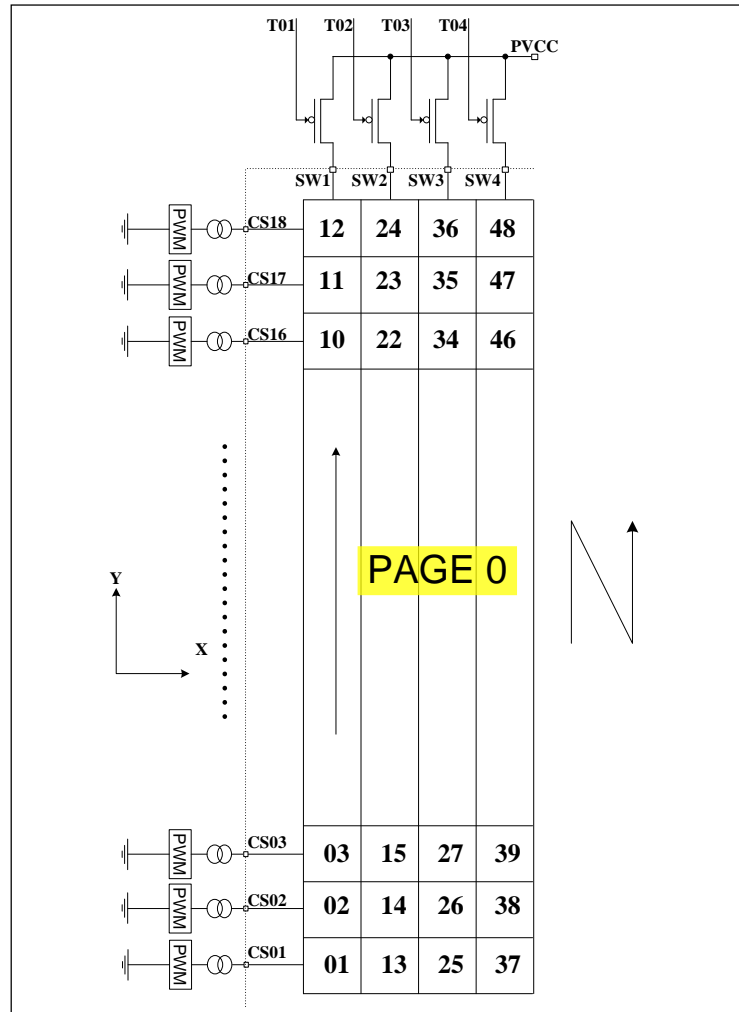 T01 T02 T03 T04
PVCC
SW1 SW2 SW3 SW4
PWM CS18 12 24 36 48
PWM CS17 11 23 35 47
PWM CS16 10 22 34 46
PAGE 0
Y
X
PWM CS03 03 15 27 39
PWM CS02 02 14 26 38
PWM CS01 01 13 25 37